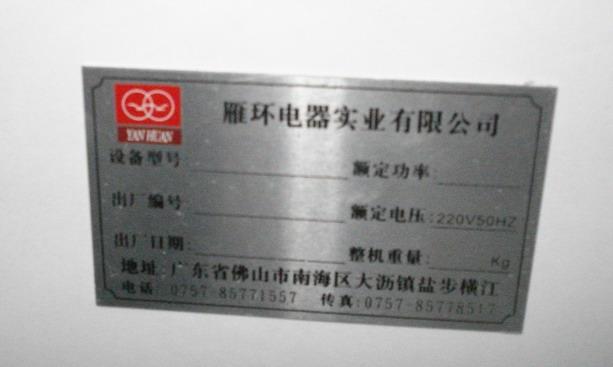 雁环电器实业有限公司
YAN HUAN
设备型号 额定功率:
出厂编号 额定电压:220V50HZ
出厂日期: 整机重量: Kg
地址:广东省佛山市南海区大沥镇盐步横江
电话:0757-85771557 传真:0757-85778517